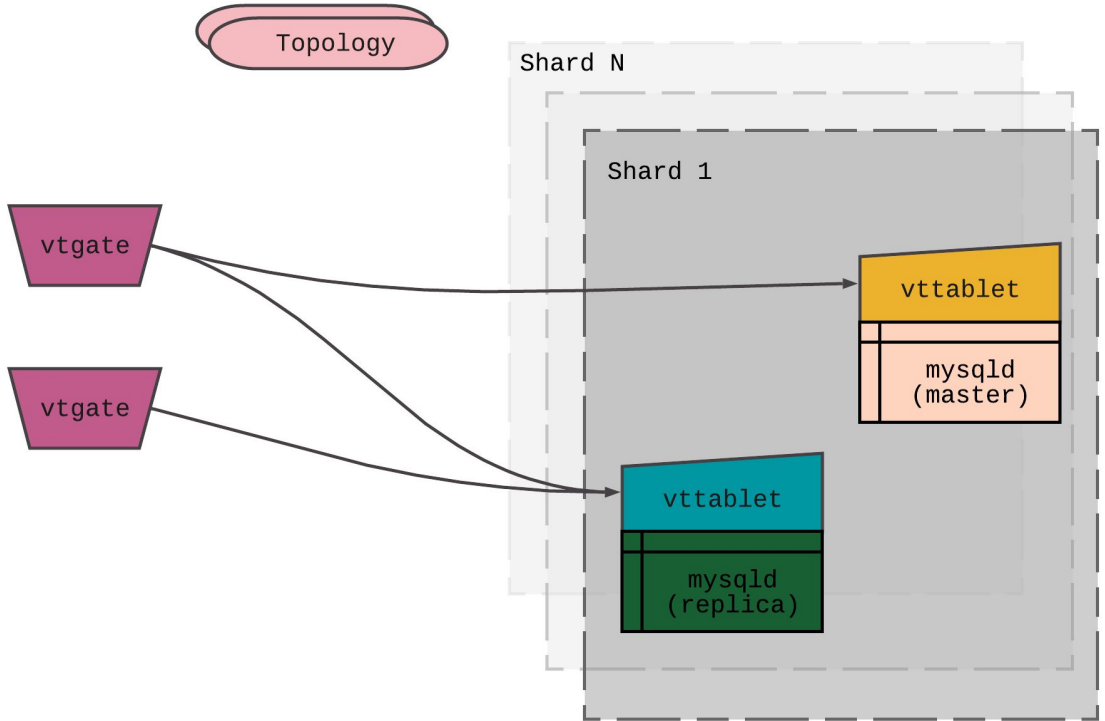 Topology
Shard N
Shard 1
vtgate
vttablet
mysqld
(master)
vtgate
vttablet
mysqld
(replica)